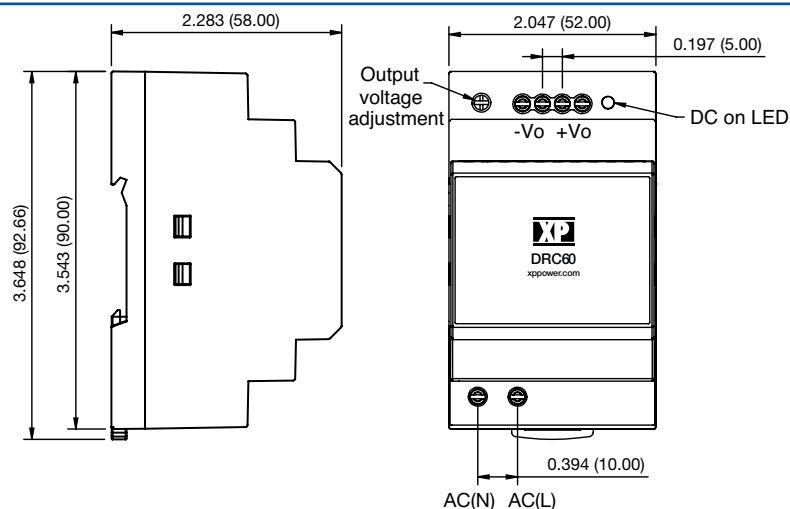 2.283 (58.00)
3.648 (92.66)
3.543 (90.00)
2.047 (52.00)
0.197 (5.00)
Output
voltage
adjustment
DC on LED
-Vo +Vo
XP
DRC60
xppower.com
0.394 (10.00)
AC(N) AC(L)